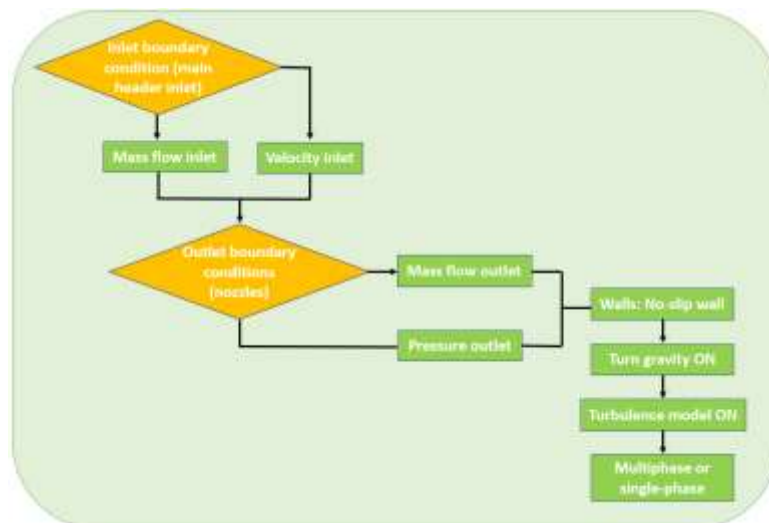 Inlet boundary
condition (main
header inlet)
Mass flow inlet
Velocity inlet
Outlet boundary
conditions
(nozzles)
Mass flow outlet
Pressure outlet
Walls: No slip wall
Turn gravity ON
Turbulence model ON
Multiphase or
single-phase